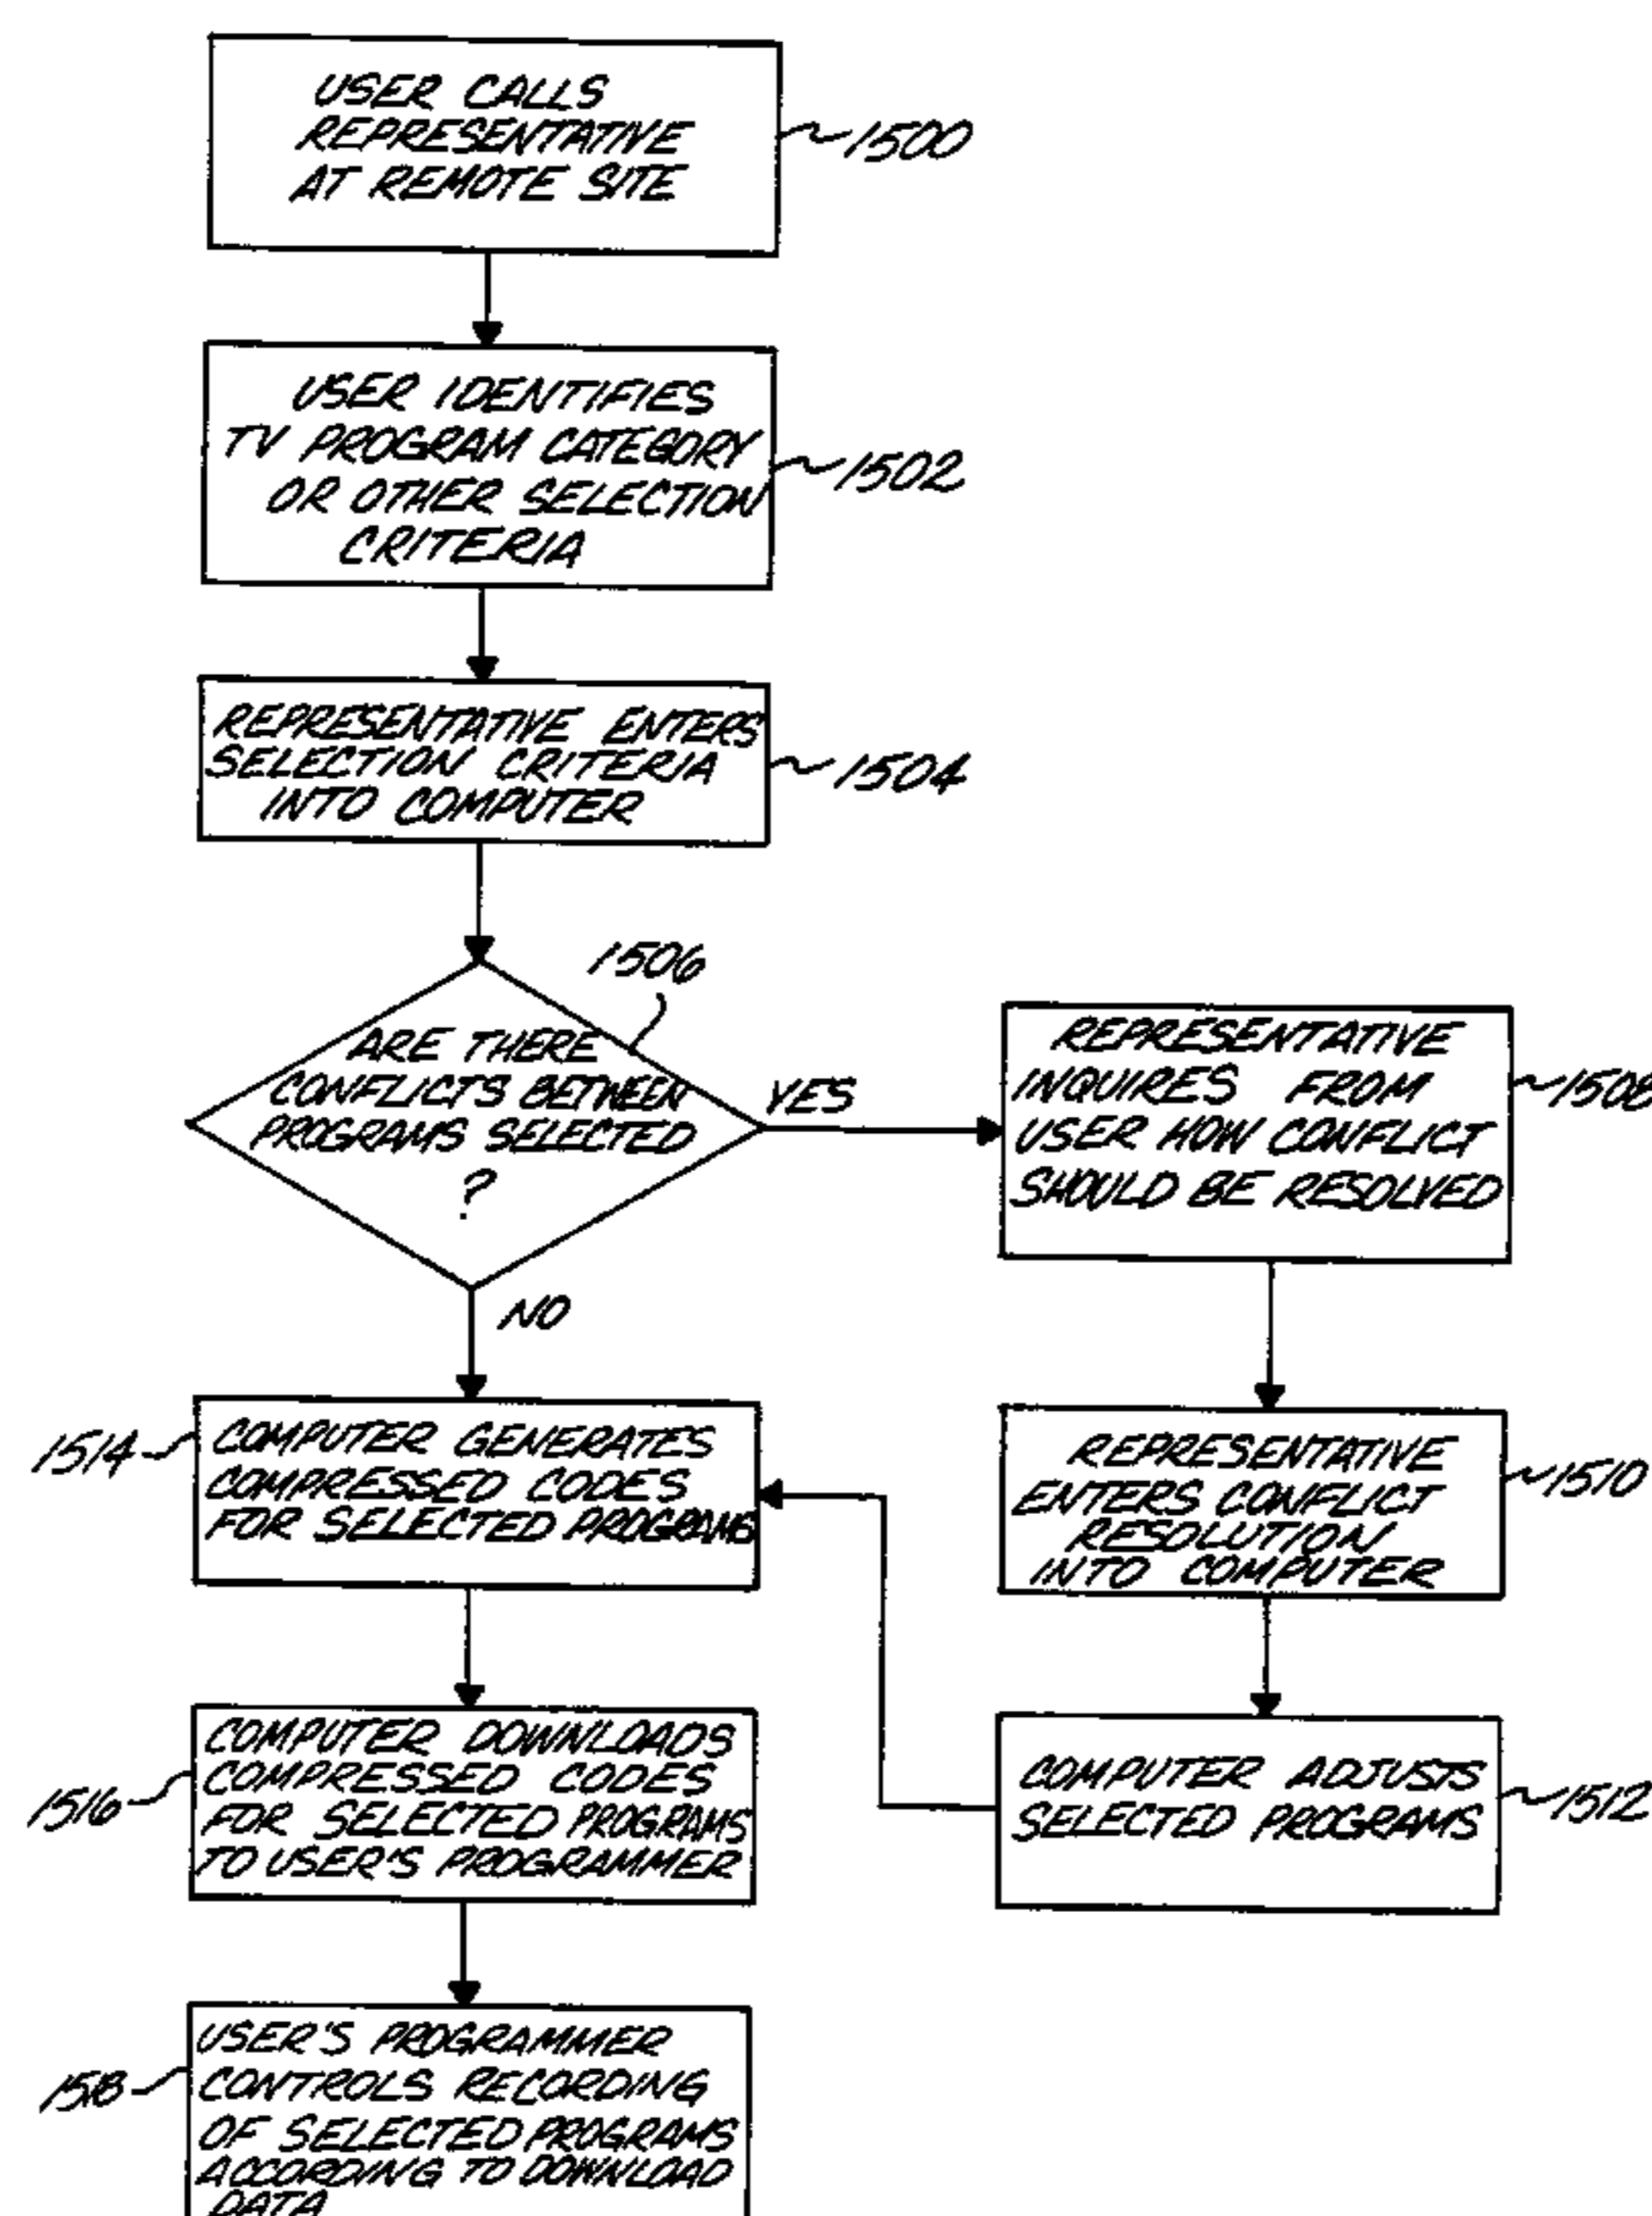 USER CALLS
REPRESENTATIVE
AT REMOTE SITE
1500
USER IDENTIFIES
TV PROGRAM CATEGORY
OR OTHER SELECTION
CRITERIA
1502
REPRESENTATIVE ENTERS
SELECTION CRITERIA
INTO COMPUTER
1504
1506
ARE THERE
CONFLICTS BETWEEN
PROGRAMS SELECTED
?
YES
NO
REPRESENTATIVE
INQUIRES FROM
USER HOW CONFLICT
SHOULD BE RESOLVED
1508
REPRESENTATIVE
ENTERS CONFLICT
RESOLUTION
INTO COMPUTER
1510
COMPUTER ADJUSTS
SELECTED PROGRAMS
1512
1514
COMPUTER GENERATES
COMPRESSED CODES
FOR SELECTED PROGRAMS
1516
COMPUTER DOWNLOADS
COMPRESSED CODES
FOR SELECTED PROGRAMS
TO USER'S PROGRAMMER
1518
USER'S PROGRAMMER
CONTROLS RECORDING
OF SELECTED PROGRAMS
ACCORDING TO DOWNLOAD
DATA